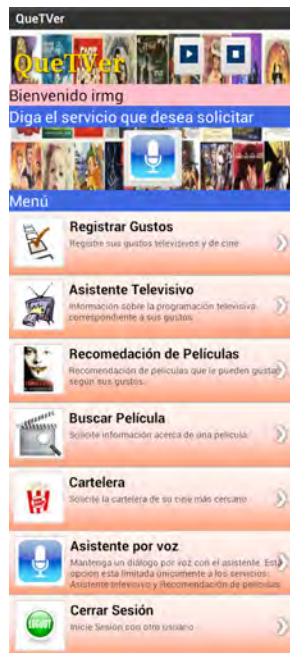 QueTVer
QueTVer
Bienvenido irmg
Diga el servicio que desea solicitar
Menú
Registrar Gustos
Registre sus gustos televisivos y de cine
Asistente Televisivo
Información sobre la programación televisiva
correspondiente a sus gustos.
Recomedación de Películas
Recomendación de películas que le pueden gustar
según sus gustos.
Buscar Película
Solicite información acerca de una película.
Cartelera
Solicite la cartelera de su cine más cercano
Asistente por voz
Mantenga un diálogo por voz con el asistente. Esta
opción esta limitada únicamente a los servicios:
Asistente televisivo y Recomendación de películas
LOGOUT
Cerrar Sesión
Inicie Sesión con otro usuario